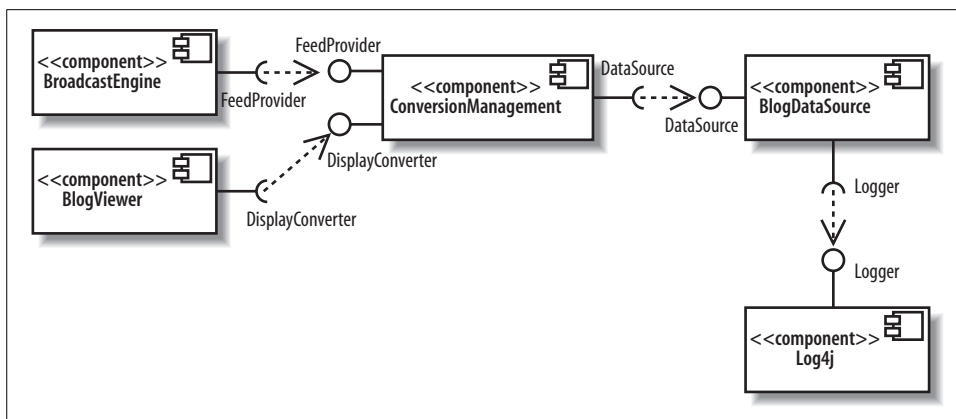 <<component>>
BroadcastEngine
FeedProvider
FeedProvider
<<component>>
ConversionManagement
DataSource
DataSource
<<component>>
BlogDataSource
<<component>>
BlogViewer
DisplayConverter
DisplayConverter
Logger
Logger
<<component>>
Log4j